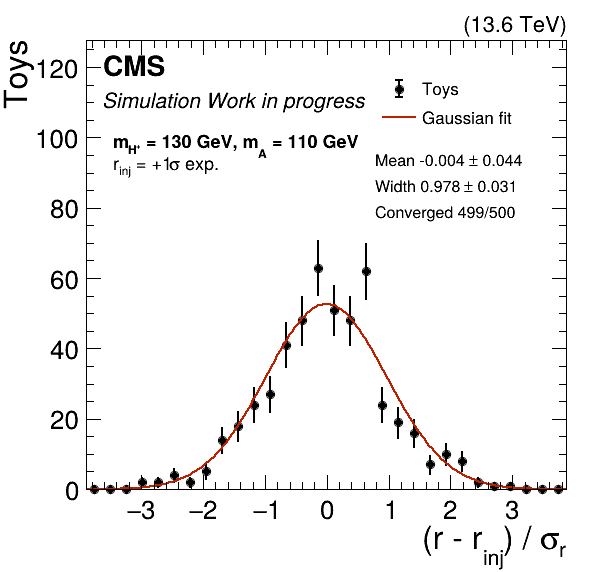 (13.6 TeV)
Toys
CMS
Simulation Work in progress
m_H⁺ = 130 GeV, m_A = 110 GeV
r_inj = +1σ exp.
Toys
Gaussian fit
Mean -0.004 ± 0.044
Width 0.978 ± 0.031
Converged 499/500
120
100
80
60
40
20
0
−3 −2 −1 0 1 2 3
(r - r_inj) / σ_r